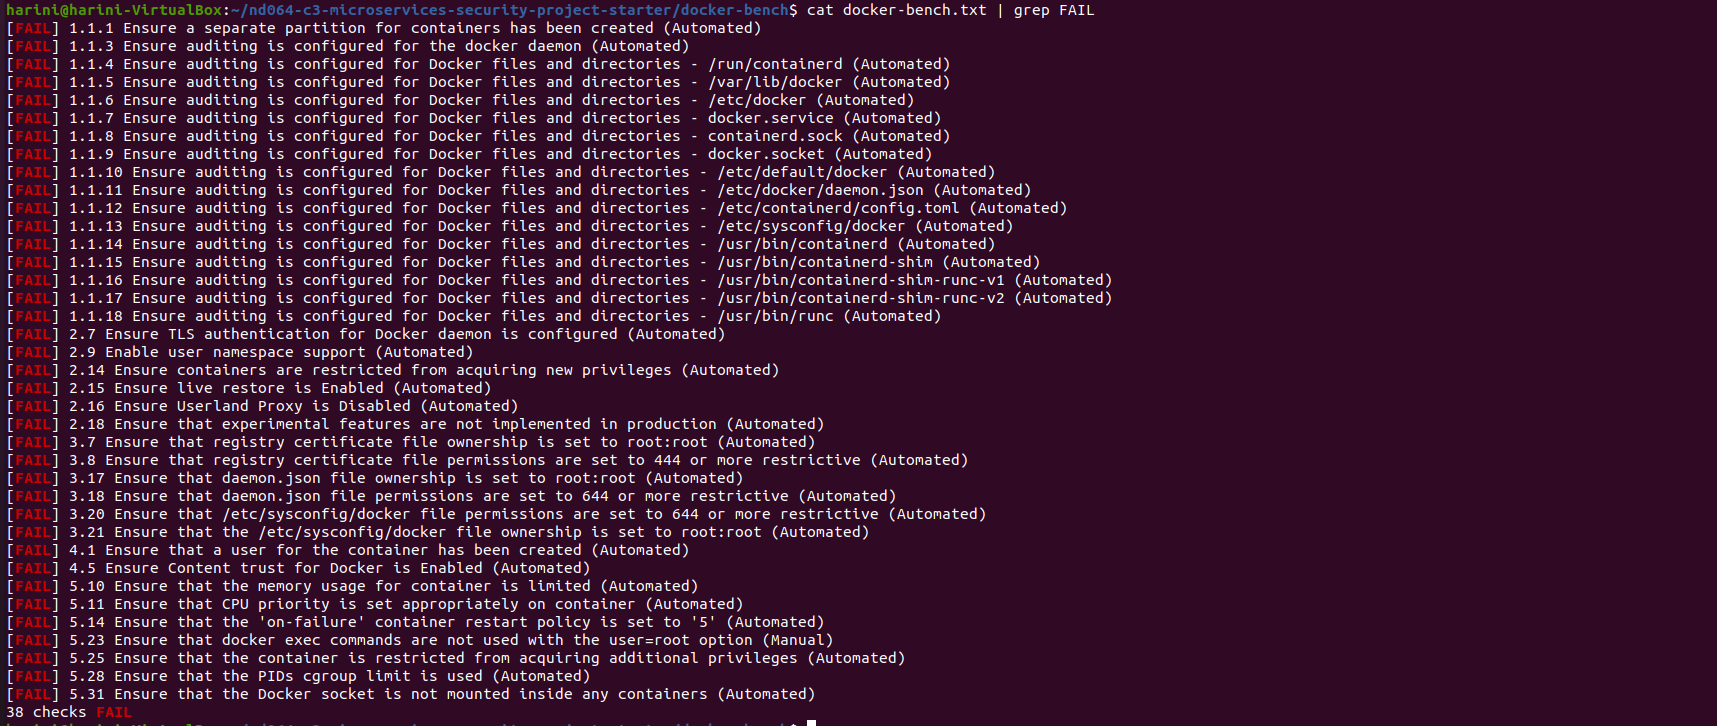 harini@harini-VirtualBox:~/nd064-c3-microservices-security-project-starter/docker-bench$ cat docker-bench.txt | grep FAIL
[FAIL] 1.1.1 Ensure a separate partition for containers has been created (Automated)
[FAIL] 1.1.3 Ensure auditing is configured for the docker daemon (Automated)
[FAIL] 1.1.4 Ensure auditing is configured for Docker files and directories - /run/containerd (Automated)
[FAIL] 1.1.5 Ensure auditing is configured for Docker files and directories - /var/lib/docker (Automated)
[FAIL] 1.1.6 Ensure auditing is configured for Docker files and directories - /etc/docker (Automated)
[FAIL] 1.1.7 Ensure auditing is configured for Docker files and directories - docker.service (Automated)
[FAIL] 1.1.8 Ensure auditing is configured for Docker files and directories - containerd.sock (Automated)
[FAIL] 1.1.9 Ensure auditing is configured for Docker files and directories - docker.socket (Automated)
[FAIL] 1.1.10 Ensure auditing is configured for Docker files and directories - /etc/default/docker (Automated)
[FAIL] 1.1.11 Ensure auditing is configured for Docker files and directories - /etc/docker/daemon.json (Automated)
[FAIL] 1.1.12 Ensure auditing is configured for Docker files and directories - /etc/containerd/config.toml (Automated)
[FAIL] 1.1.13 Ensure auditing is configured for Docker files and directories - /etc/sysconfig/docker (Automated)
[FAIL] 1.1.14 Ensure auditing is configured for Docker files and directories - /usr/bin/containerd (Automated)
[FAIL] 1.1.15 Ensure auditing is configured for Docker files and directories - /usr/bin/containerd-shim (Automated)
[FAIL] 1.1.16 Ensure auditing is configured for Docker files and directories - /usr/bin/containerd-shim-runc-v1 (Automated)
[FAIL] 1.1.17 Ensure auditing is configured for Docker files and directories - /usr/bin/containerd-shim-runc-v2 (Automated)
[FAIL] 1.1.18 Ensure auditing is configured for Docker files and directories - /usr/bin/runc (Automated)
[FAIL] 2.7 Ensure TLS authentication for Docker daemon is configured (Automated)
[FAIL] 2.9 Enable user namespace support (Automated)
[FAIL] 2.14 Ensure containers are restricted from acquiring new privileges (Automated)
[FAIL] 2.15 Ensure live restore is Enabled (Automated)
[FAIL] 2.16 Ensure Userland Proxy is Disabled (Automated)
[FAIL] 2.18 Ensure that experimental features are not implemented in production (Automated)
[FAIL] 3.7 Ensure that registry certificate file ownership is set to root:root (Automated)
[FAIL] 3.8 Ensure that registry certificate file permissions are set to 444 or more restrictive (Automated)
[FAIL] 3.17 Ensure that daemon.json file ownership is set to root:root (Automated)
[FAIL] 3.18 Ensure that daemon.json file permissions are set to 644 or more restrictive (Automated)
[FAIL] 3.20 Ensure that /etc/sysconfig/docker file permissions are set to 644 or more restrictive (Automated)
[FAIL] 3.21 Ensure that the /etc/sysconfig/docker file ownership is set to root:root (Automated)
[FAIL] 4.1 Ensure that a user for the container has been created (Automated)
[FAIL] 4.5 Ensure Content trust for Docker is Enabled (Automated)
[FAIL] 5.10 Ensure that the memory usage for container is limited (Automated)
[FAIL] 5.11 Ensure that CPU priority is set appropriately on container (Automated)
[FAIL] 5.14 Ensure that the 'on-failure' container restart policy is set to '5' (Automated)
[FAIL] 5.23 Ensure that docker exec commands are not used with the user=root option (Manual)
[FAIL] 5.25 Ensure that the container is restricted from acquiring additional privileges (Automated)
[FAIL] 5.28 Ensure that the PIDs cgroup limit is used (Automated)
[FAIL] 5.31 Ensure that the Docker socket is not mounted inside any containers (Automated)
38 checks FAIL